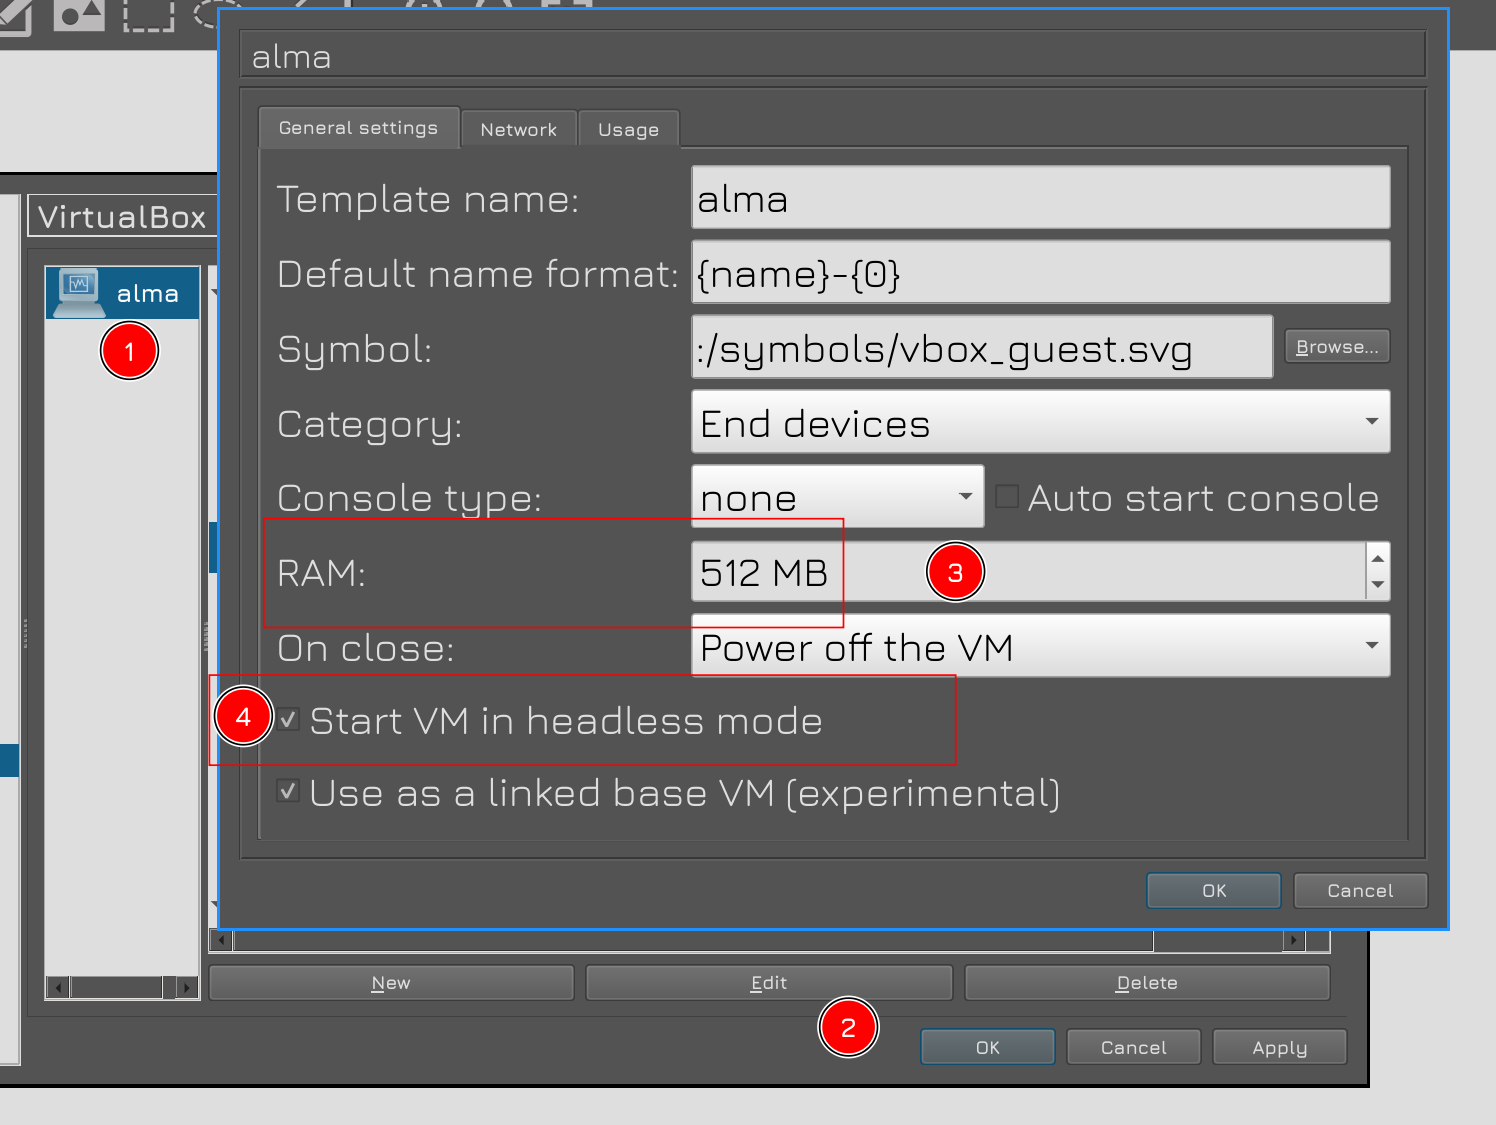 alma
General settings
Network
Usage
Template name:
alma
Default name format:
{name}-{0}
VirtualBox
alma
1
Symbol:
:/symbols/vbox_guest.svg
Browse...
Category:
End devices
Console type:
none
Auto start console
RAM:
512 MB
3
On close:
Power off the VM
4
Start VM in headless mode
Use as a linked base VM (experimental)
OK
Cancel
New
Edit
Delete
2
OK
Cancel
Apply